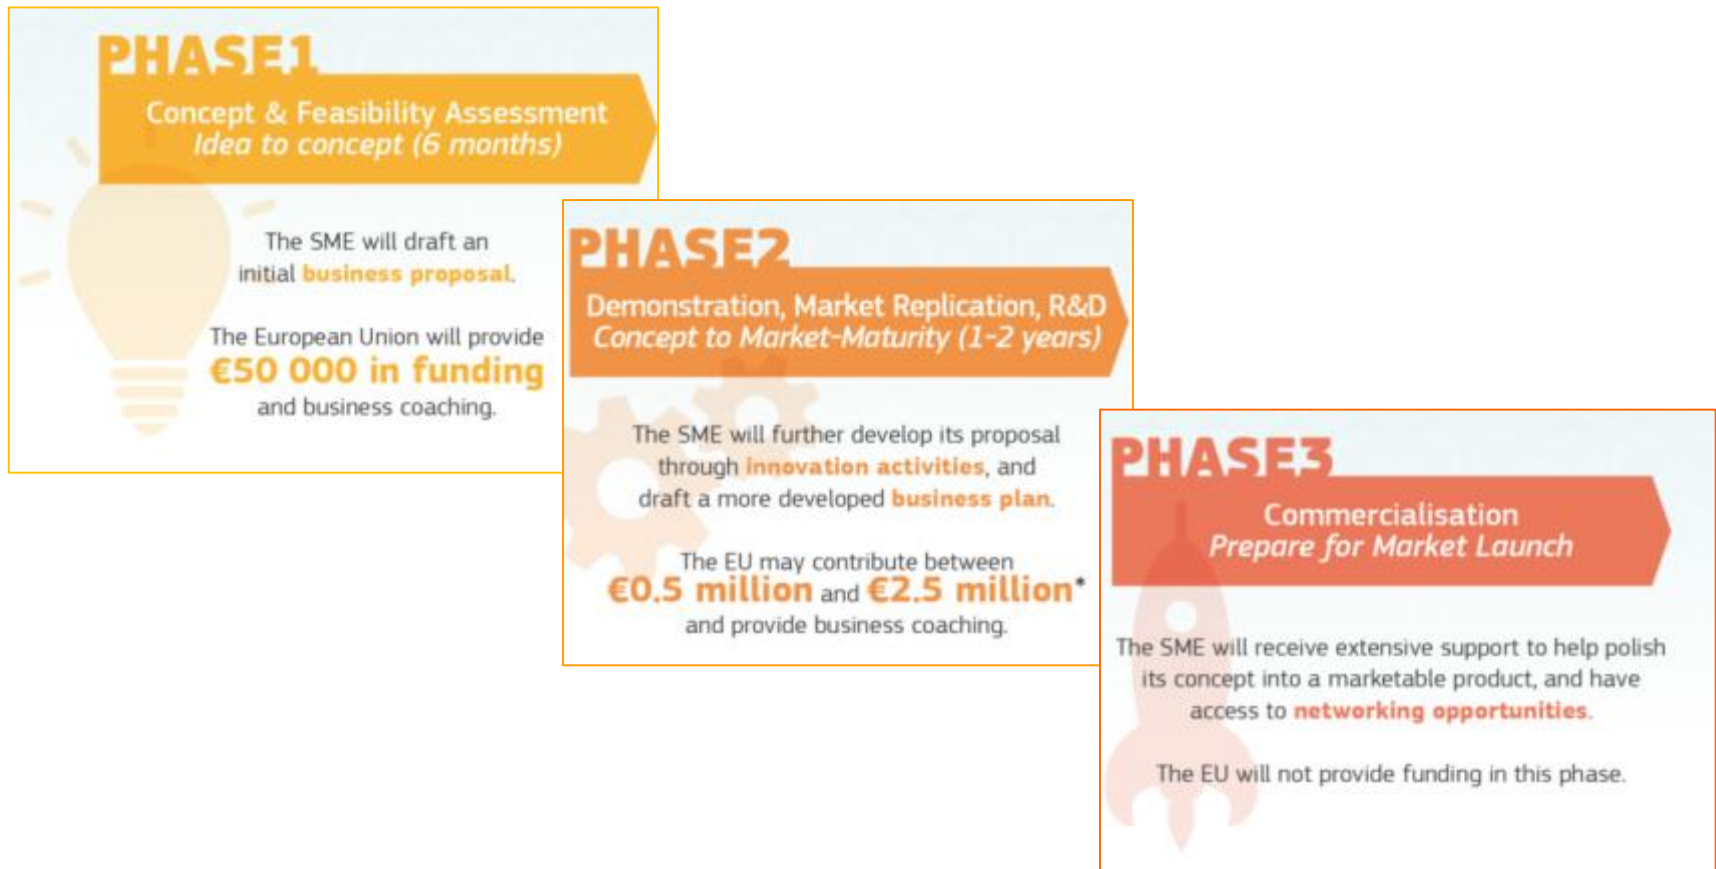 PHASE1
Concept & Feasibility Assessment
Idea to concept (6 months)
The SME will draft an
initial business proposal.
The European Union will provide
€50 000 in funding
and business coaching.
PHASE2
Demonstration, Market Replication, R&D
Concept to Market-Maturity (1-2 years)
The SME will further develop its proposal
through innovation activities, and
draft a more developed business plan.
The EU may contribute between
€0.5 million and €2.5 million*
and provide business coaching.
PHASE3
Commercialisation
Prepare for Market Launch
The SME will receive extensive support to help polish
its concept into a marketable product, and have
access to networking opportunities.
The EU will not provide funding in this phase.